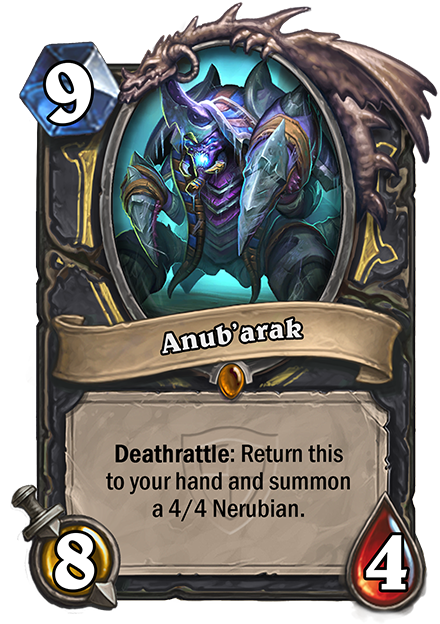 9
Anub'arak
Deathrattle: Return this
to your hand and summon
a 4/4 Nerubian.
8
4